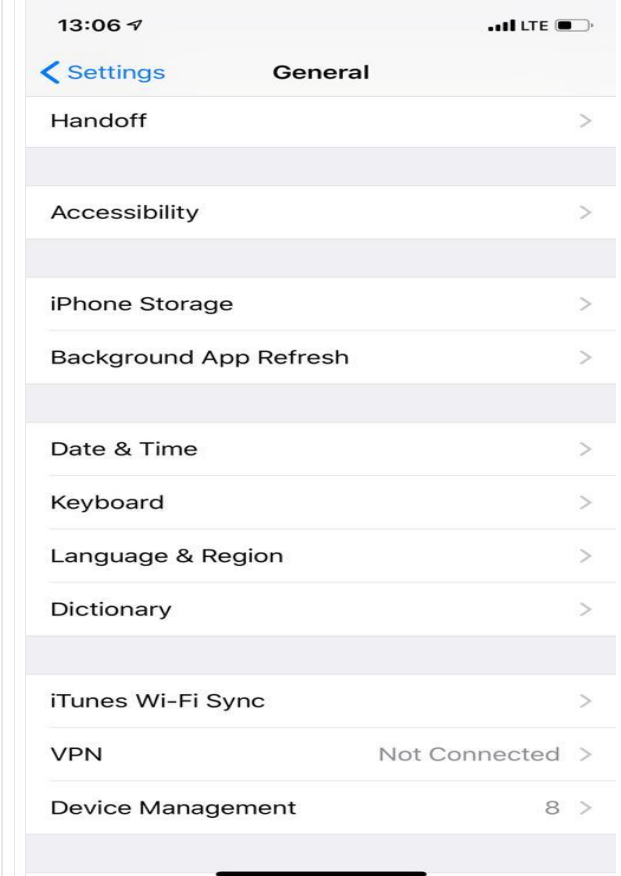 13:06 LTE
Settings General
Handoff
Accessibility
iPhone Storage
Background App Refresh
Date & Time
Keyboard
Language & Region
Dictionary
iTunes Wi-Fi Sync
VPN Not Connected
Device Management 8